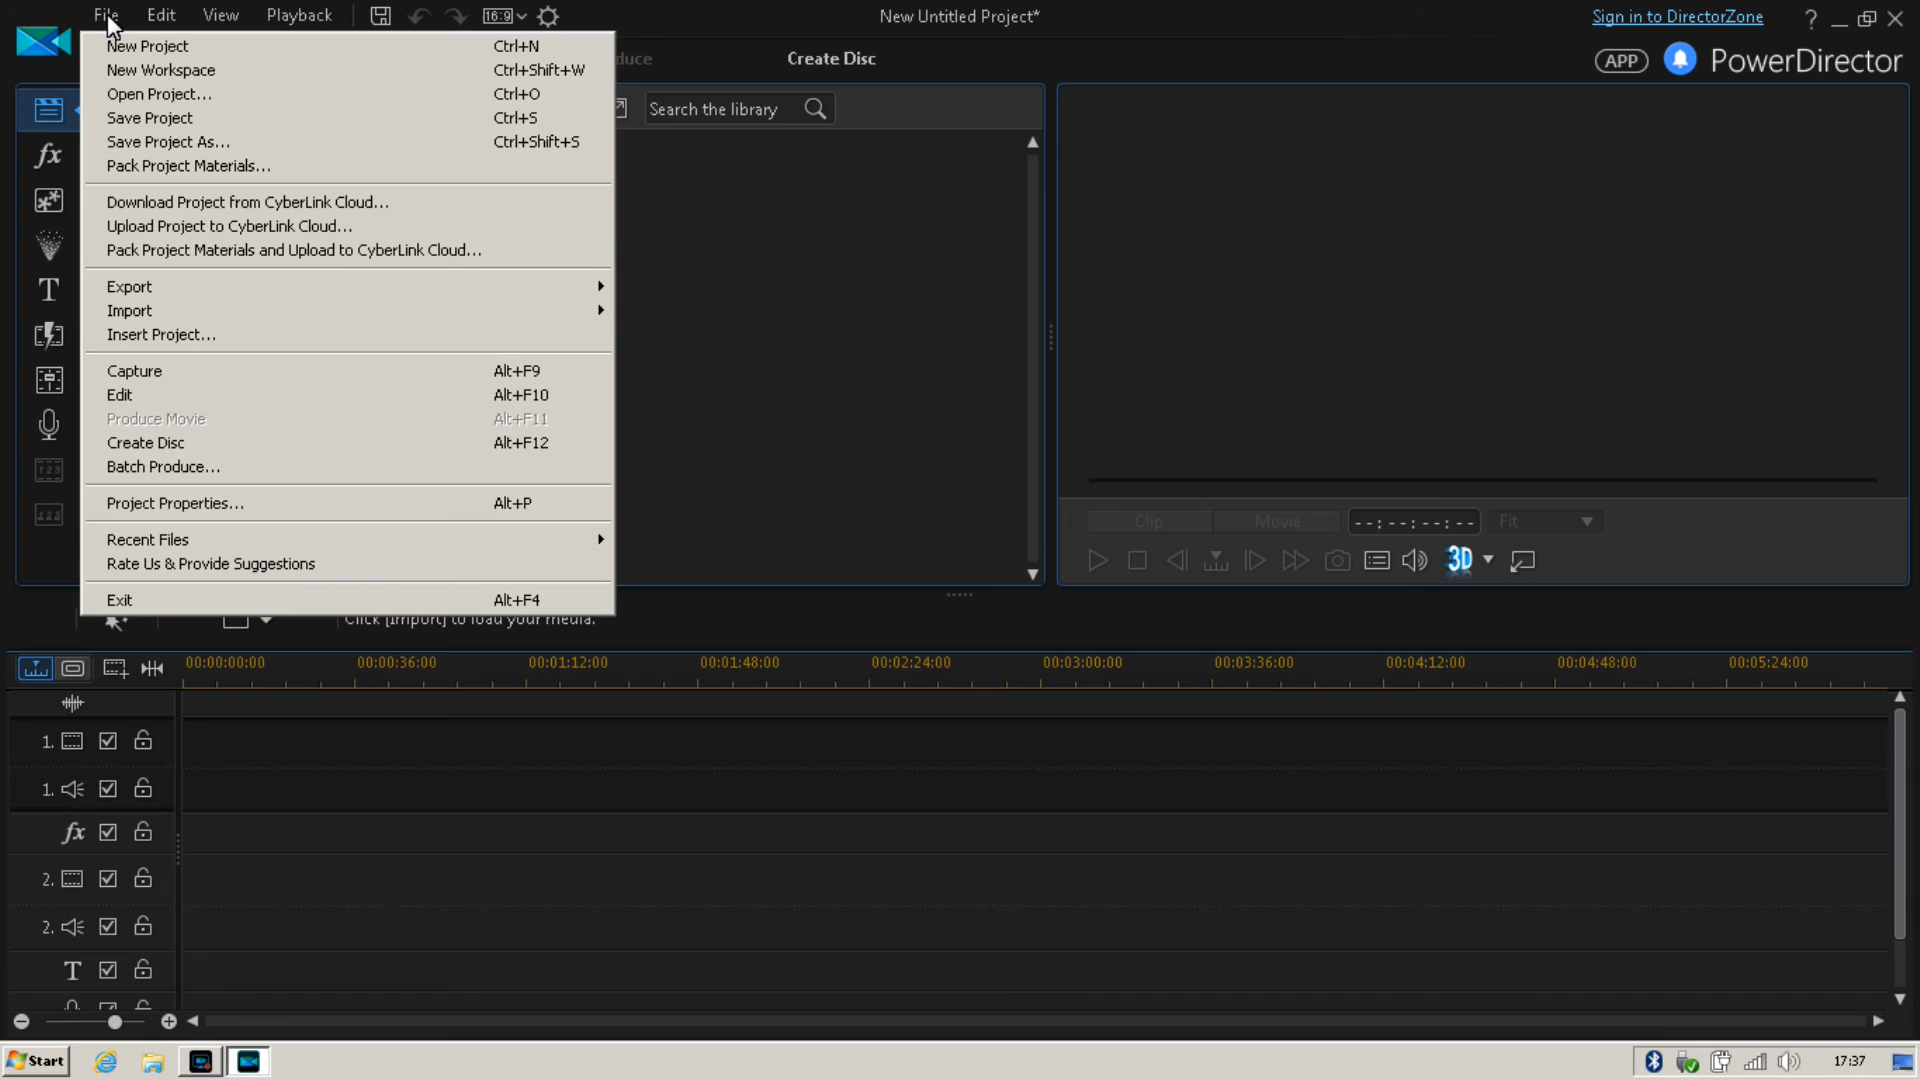 File Edit View Playback 16:9 New Untitled Project* Sign in to DirectorZone ?
duce Create Disc APP PowerDirector
Search the library
New Project Ctrl+N
New Workspace Ctrl+Shift+W
Open Project... Ctrl+O
Save Project Ctrl+S
Save Project As... Ctrl+Shift+S
Pack Project Materials...
Download Project from CyberLink Cloud...
Upload Project to CyberLink Cloud...
Pack Project Materials and Upload to CyberLink Cloud...
Export
Import
Insert Project...
Capture Alt+F9
Edit Alt+F10
Produce Movie Alt+F11
Create Disc Alt+F12
Batch Produce...
Project Properties... Alt+P
Recent Files
Rate Us & Provide Suggestions
Exit Alt+F4
fx
T
123
123
Clip Movie --:--:--:-- Fit
3D
Click [Import] to load your media.
00:00:00:00 00:00:36:00 00:01:12:00 00:01:48:00 00:02:24:00 00:03:00:00 00:03:36:00 00:04:12:00 00:04:48:00 00:05:24:00
1.
1.
fx
2.
2.
T
Start 17:37